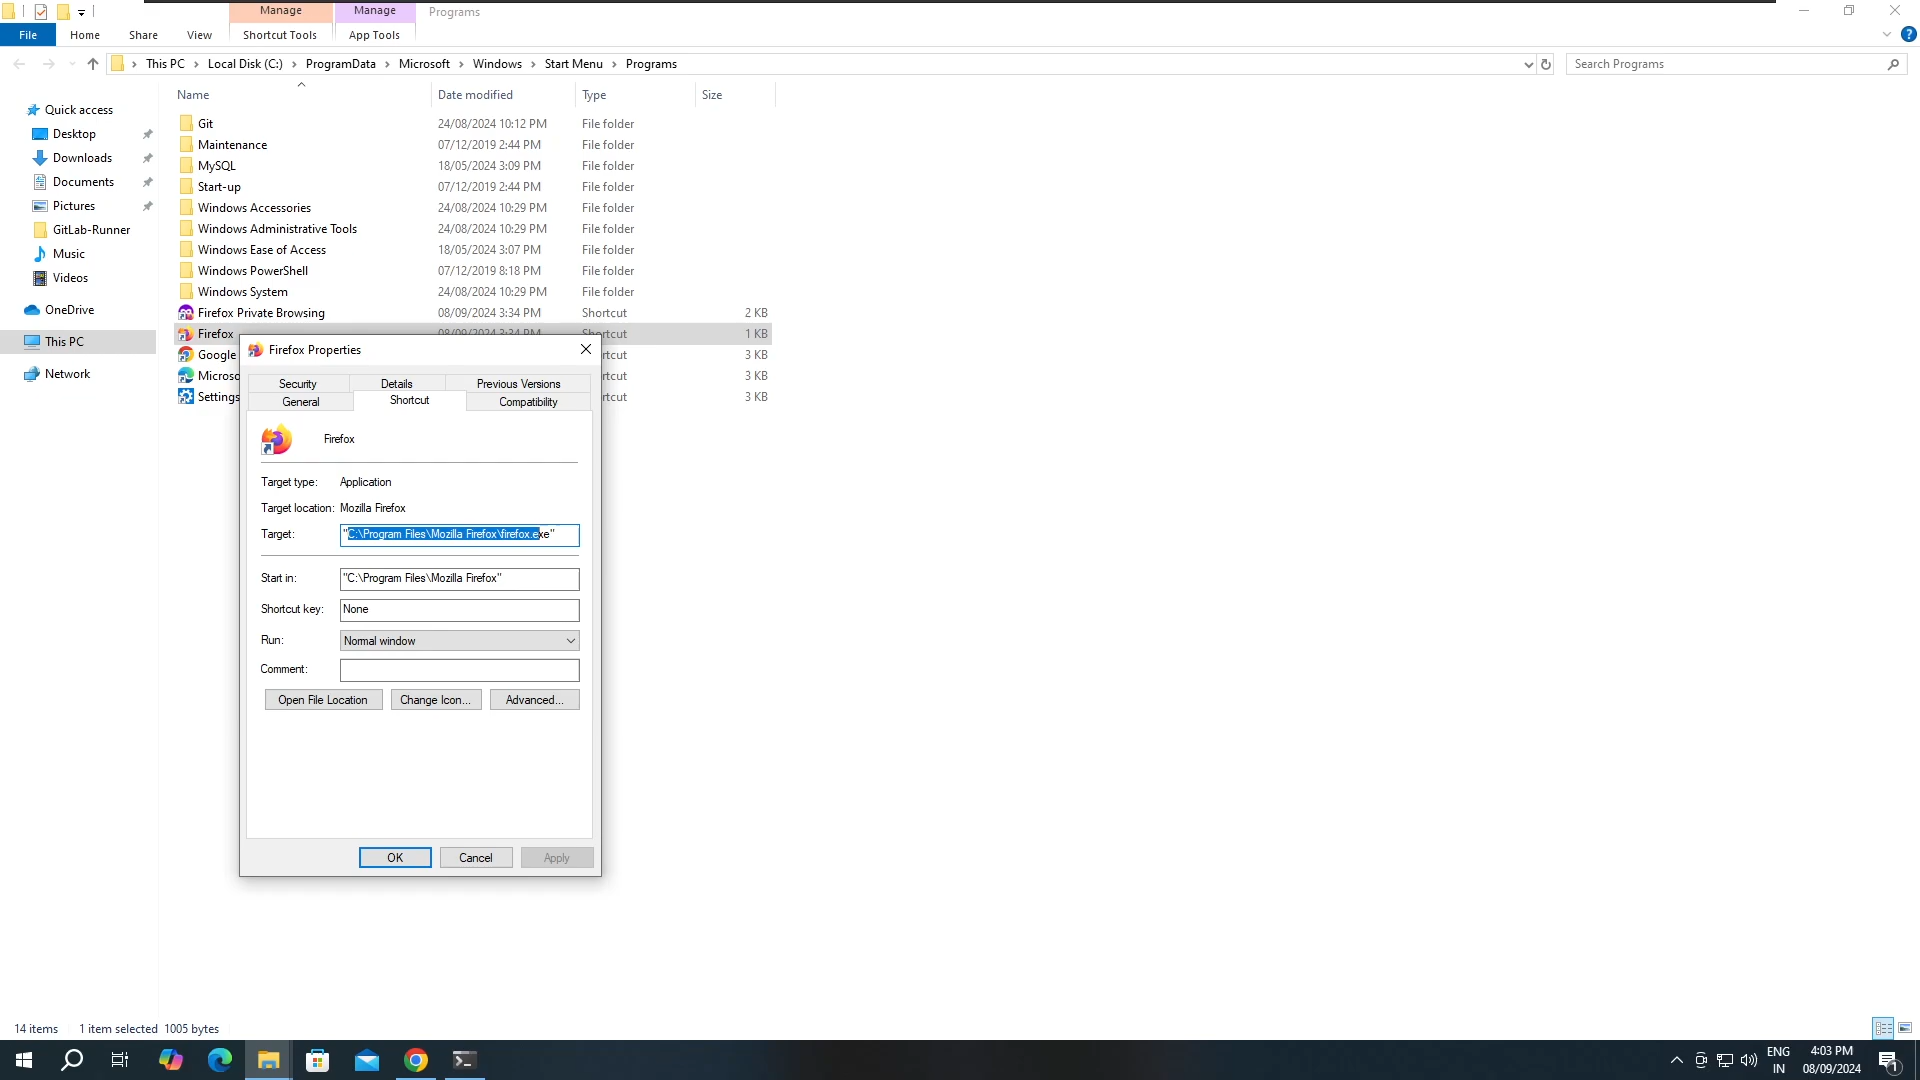 Manage Manage Programs
File Home Share View Shortcut Tools App Tools
This PC Local Disk (C:) ProgramData Microsoft Windows Start Menu Programs Search Programs
Name Date modified Type Size
Quick access
Desktop
Downloads
Documents
Pictures
GitLab-Runner
Music
Videos
OneDrive
This PC
Network
Git 24/08/2024 10:12 PM File folder
Maintenance 07/12/2019 2:44 PM File folder
MySQL 18/05/2024 3:09 PM File folder
Start-up 07/12/2019 2:44 PM File folder
Windows Accessories 24/08/2024 10:29 PM File folder
Windows Administrative Tools 24/08/2024 10:29 PM File folder
Windows Ease of Access 18/05/2024 3:07 PM File folder
Windows PowerShell 07/12/2019 8:18 PM File folder
Windows System 24/08/2024 10:29 PM File folder
Firefox Private Browsing 08/09/2024 3:34 PM Shortcut 2 KB
Firefox 08/09/2024 3:34 PM Shortcut 1 KB
Google rtcut 3 KB
Microso rtcut 3 KB
Settings rtcut 3 KB
Firefox Properties
Security Details Previous Versions
General Shortcut Compatibility
Firefox
Target type: Application
Target location: Mozilla Firefox
Target: "C:\Program Files\Mozilla Firefox\firefox.exe"
Start in: "C:\Program Files\Mozilla Firefox"
Shortcut key: None
Run: Normal window
Comment:
Open File Location Change Icon... Advanced...
OK Cancel Apply
14 items 1 item selected 1005 bytes
ENG 4:03 PM
IN 08/09/2024 1